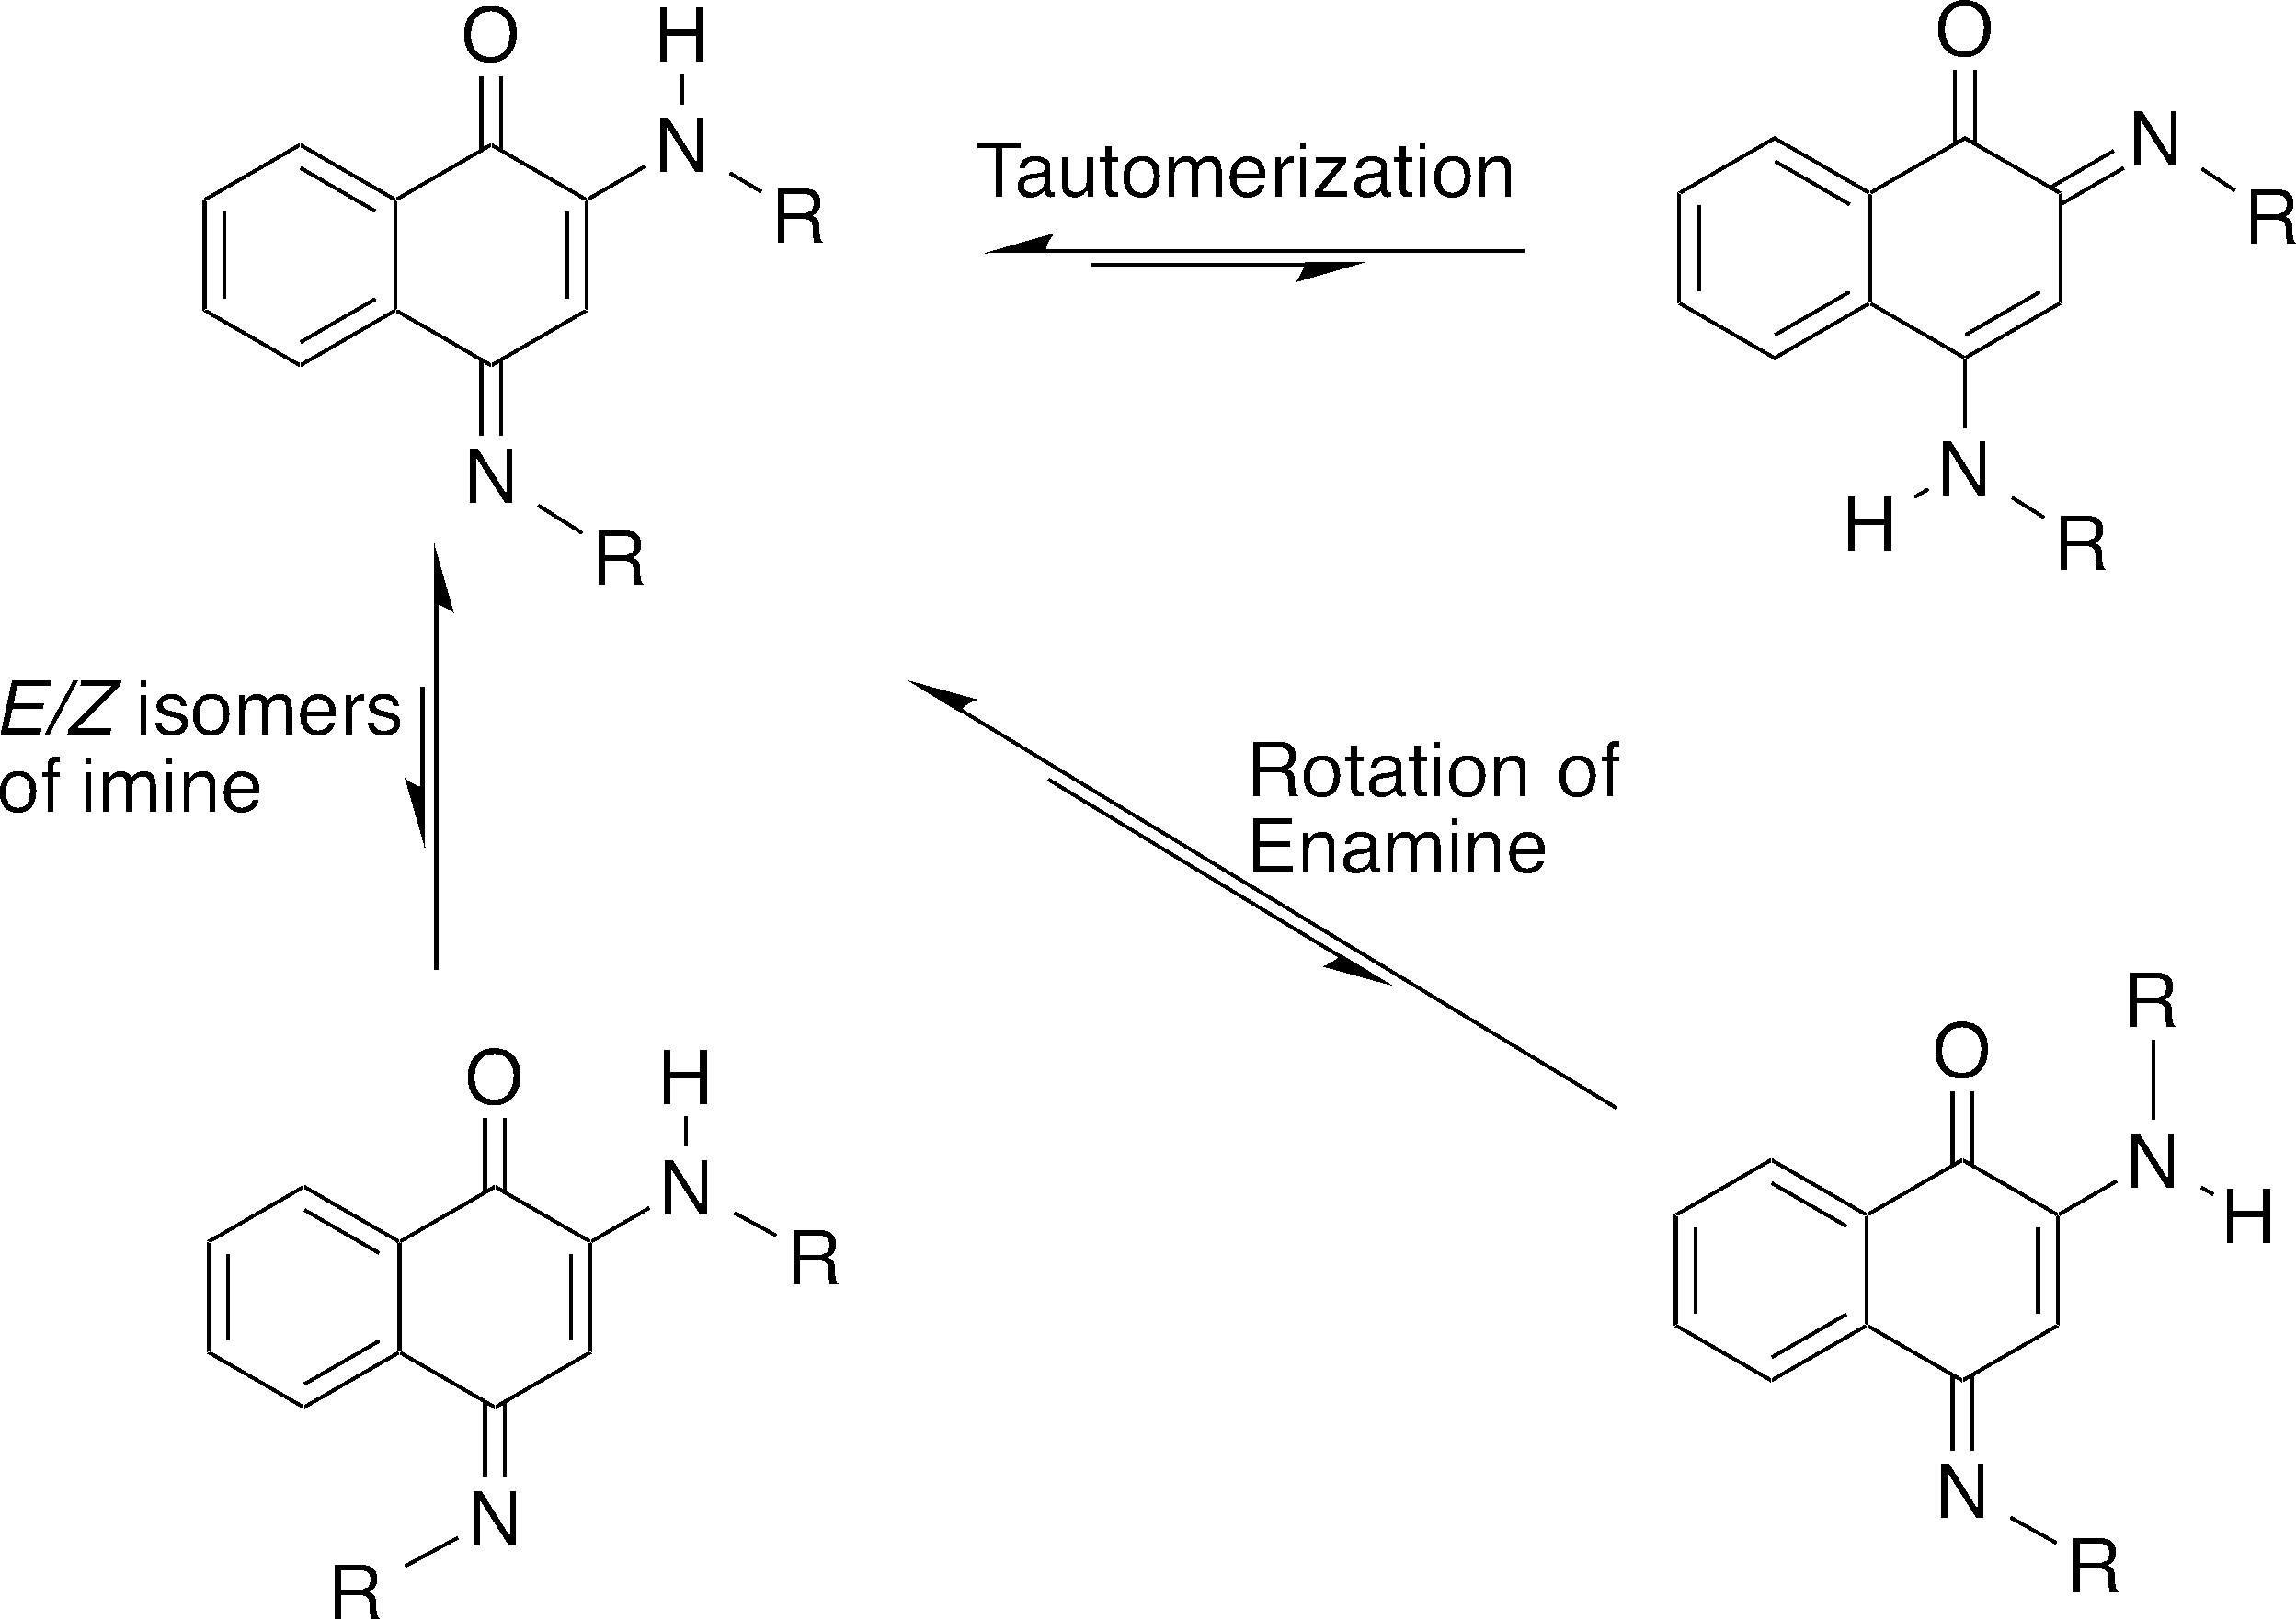 O
H
N
R
N
R
Tautomerization
O
N
R
N
H
R
E/Z isomers
of imine
Rotation of
Enamine
O
H
N
R
N
R
R
O
N
H
N
R